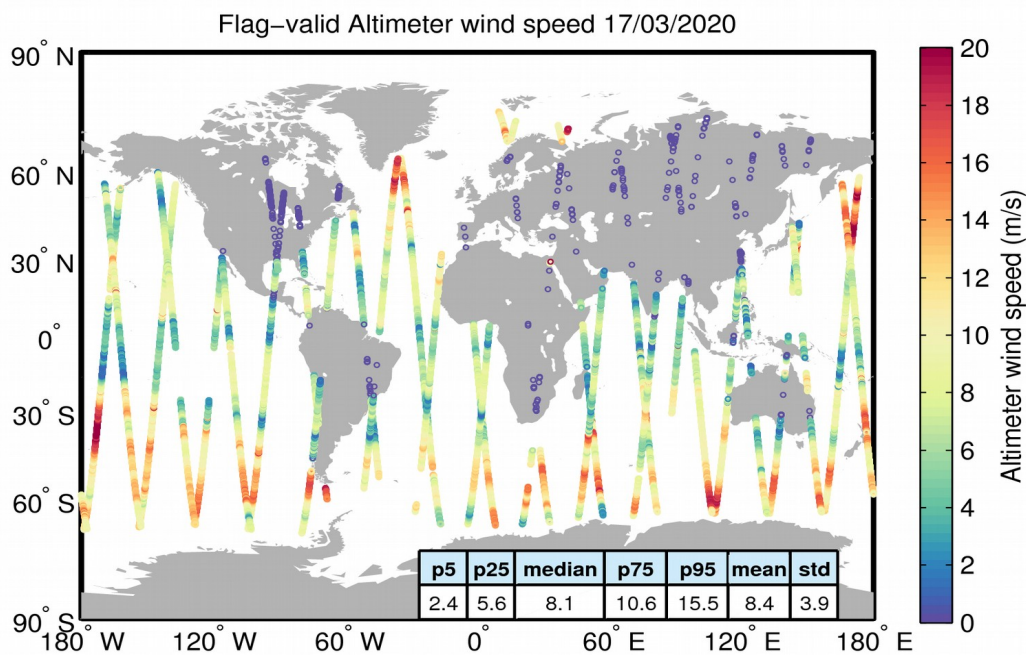 Flag-valid Altimeter wind speed 17/03/2020
90° N
60° N
30° N
0°
30° S
60° S
90° S
180° W
120° W
60° W
0°
60° E
120° E
180° E
p5 p25 median p75 p95 mean std
2.4 5.6 8.1 10.6 15.5 8.4 3.9
20
18
16
14
12
10
8
6
4
2
0
Altimeter wind speed (m/s)